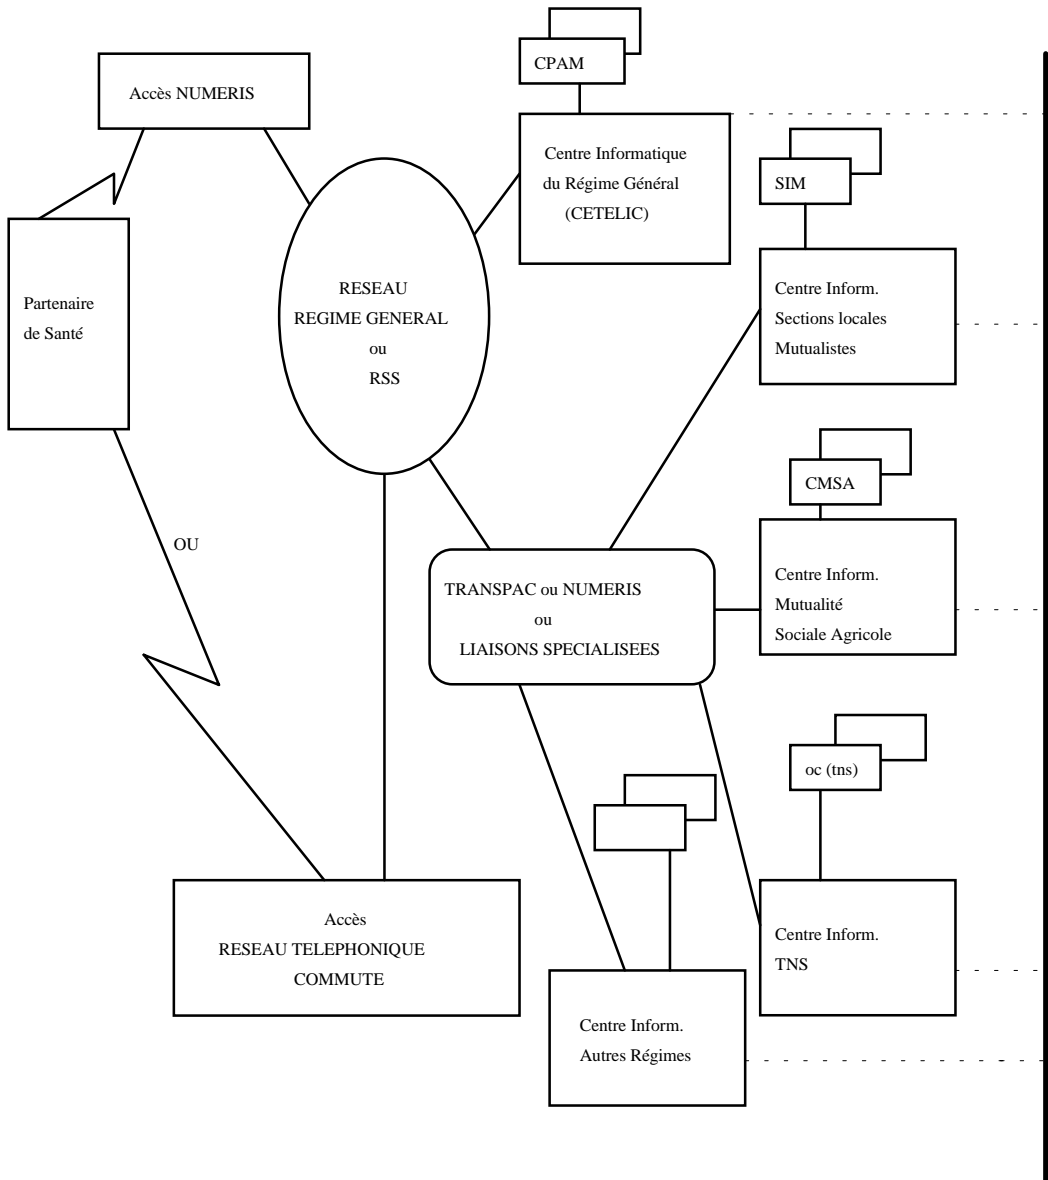 CPAM
Accès NUMERIS
Centre Informatique
du Régime Général
(CETELIC)
SIM
Partenaire
de Santé
RESEAU
REGIME GENERAL
ou
RSS
Centre Inform.
Sections locales
Mutualistes
CMSA
OU
TRANSPAC ou NUMERIS
ou
LIAISONS SPECIALISEES
Centre Inform.
Mutualité
Sociale Agricole
oc (tns)
Accès
RESEAU TELEPHONIQUE
COMMUTE
Centre Inform.
TNS
Centre Inform.
Autres Régimes